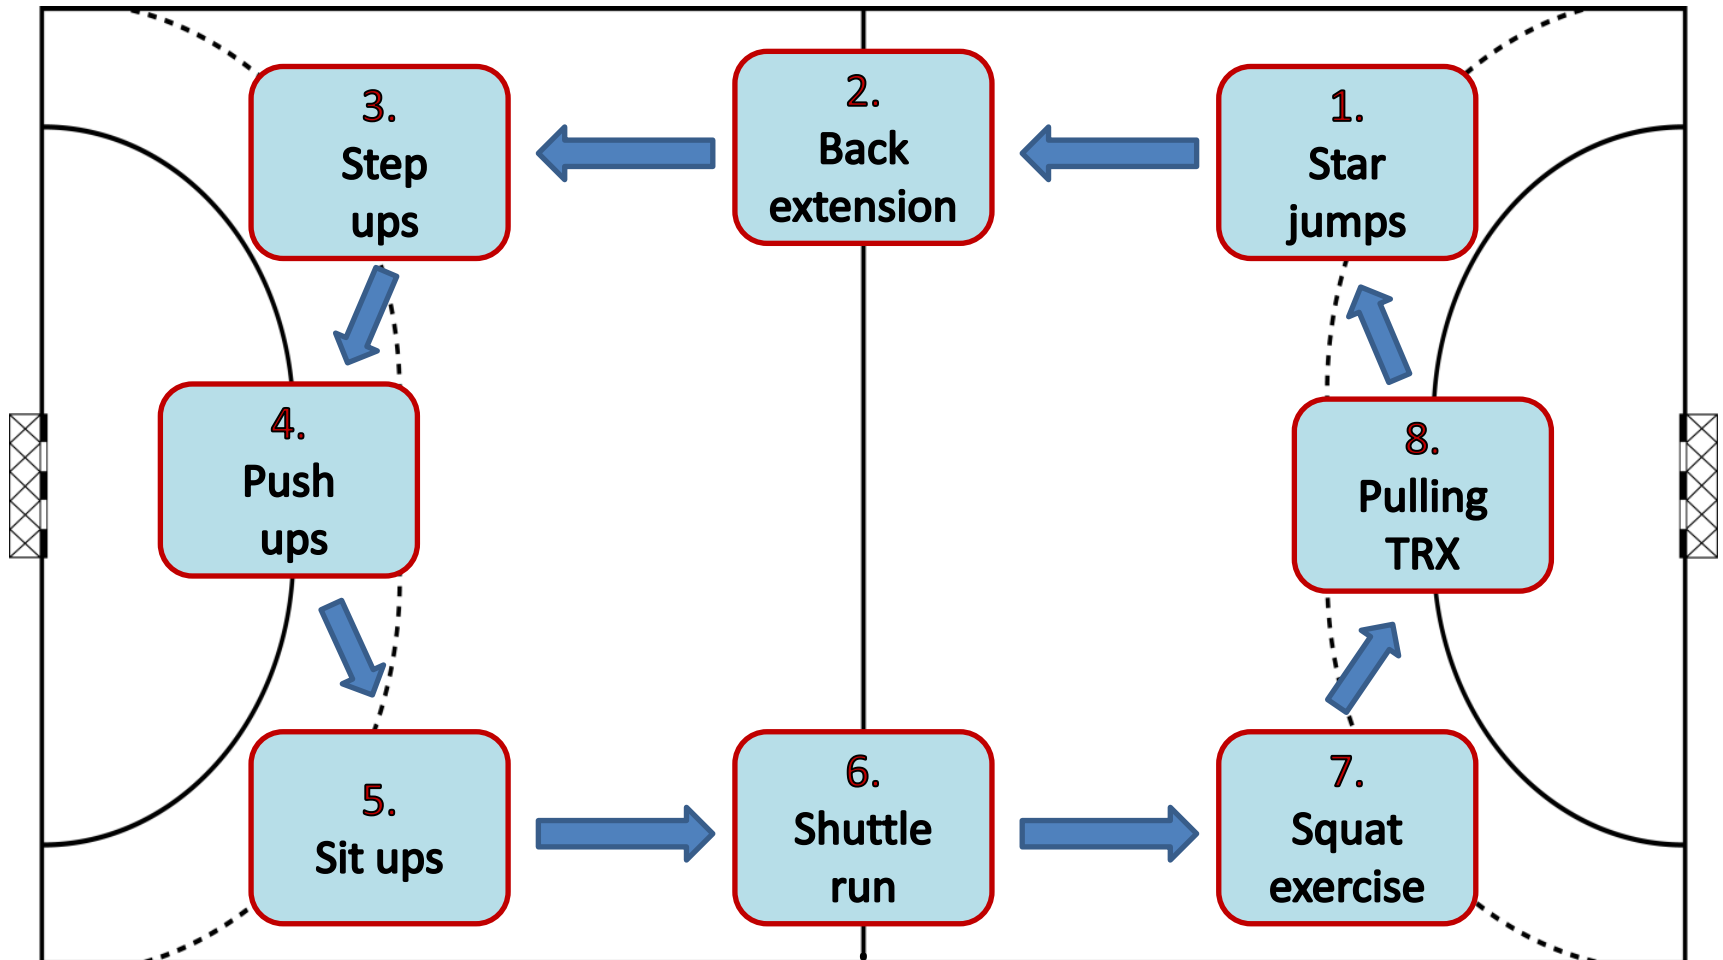 1.
Star
jumps
2.
Back
extension
3.
Step
ups
4.
Push
ups
5.
Sit ups
6.
Shuttle
run
7.
Squat
exercise
8.
Pulling
TRX